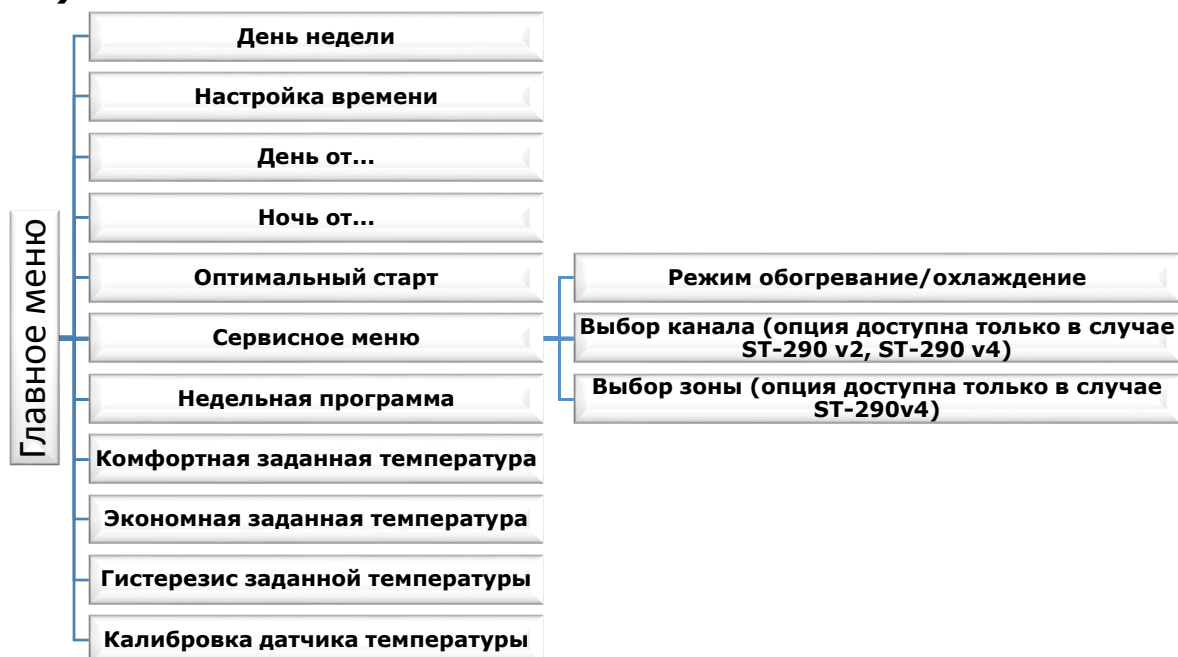 Главное меню
День недели
Настройка времени
День от...
Ночь от...
Оптимальный старт
Сервисное меню
Недельная программа
Комфортная заданная температура
Экономная заданная температура
Гистерезис заданной температуры
Калибровка датчика температуры
Режим обогревание/охлаждение
Выбор канала (опция доступна только в случае
ST-290 v2, ST-290 v4)
Выбор зоны (опция доступна только в случае
ST-290v4)